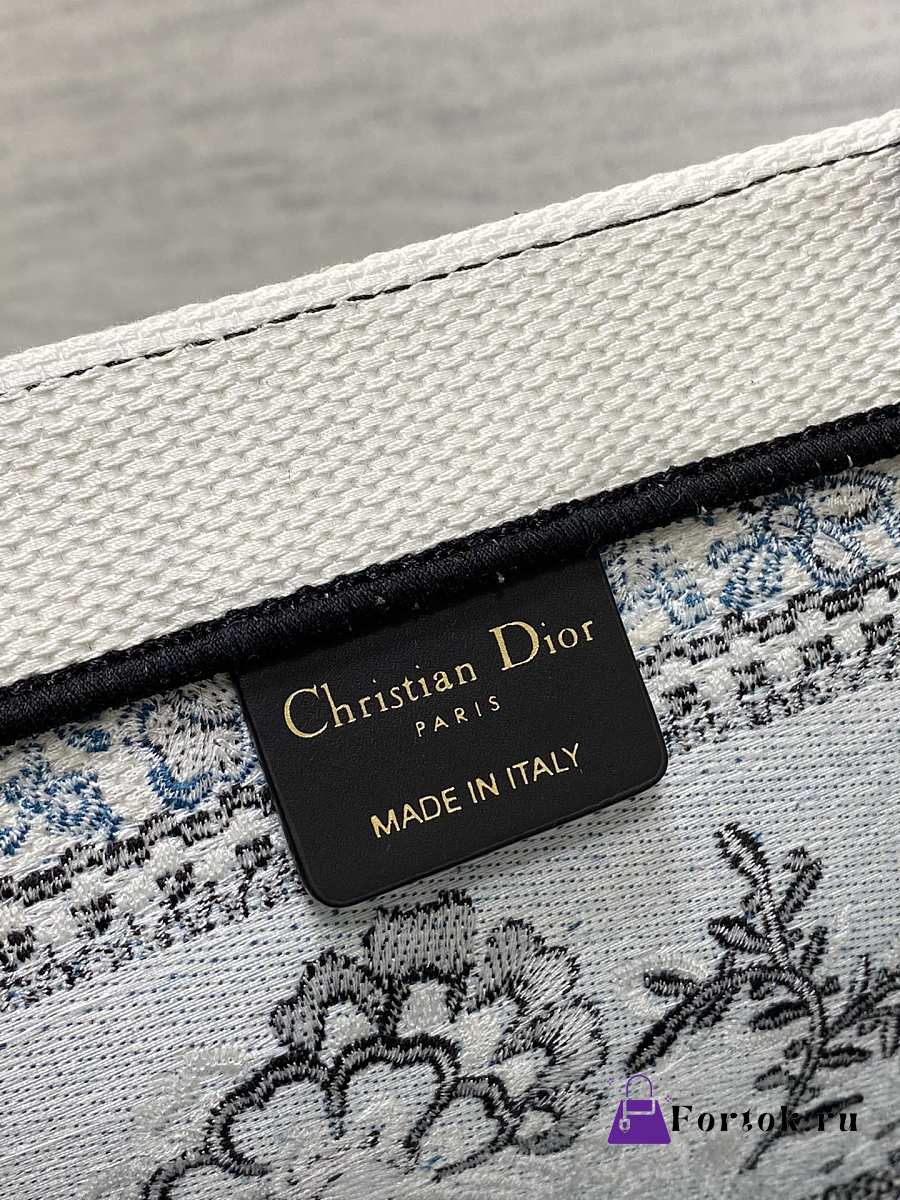 Christian Dior
PARIS
MADE IN ITALY
Fortok.ru